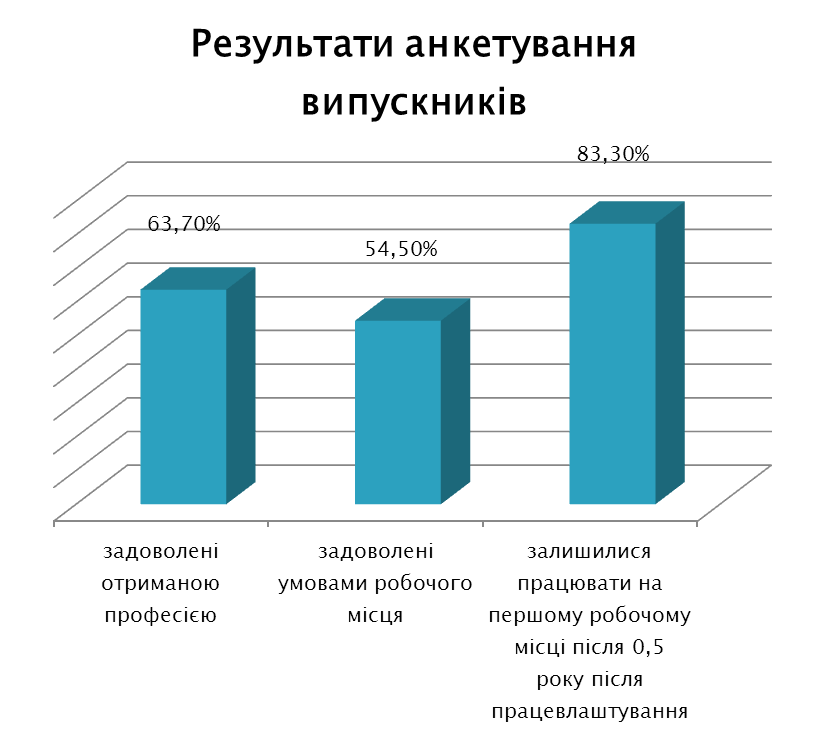 Результати анкетування
випускників
83,30%
63,70%
54,50%
задоволені
отриманою
професією
задоволені
умовами робочого
місця
залишилися
працювати на
першому робочому
місці після 0,5
року після
працевлаштування